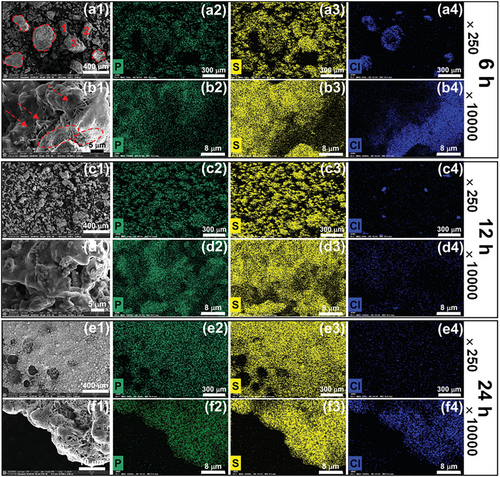 (a1) (a2) (a3) (a4)
400 µm P 300 µm S 300 µm Cl 300 µm
× 250
(b1) (b2) (b3) (b4)
5 µm P 8 µm S 8 µm Cl 8 µm
× 10000
6 h
(c1) (c2) (c3) (c4)
400 µm P 300 µm S 300 µm Cl 300 µm
× 250
(d1) (d2) (d3) (d4)
5 µm P 8 µm S 8 µm Cl 8 µm
× 10000
12 h
(e1) (e2) (e3) (e4)
400 µm P 300 µm S 300 µm Cl 300 µm
× 250
(f1) (f2) (f3) (f4)
P 8 µm S 8 µm Cl 8 µm
× 10000
24 h